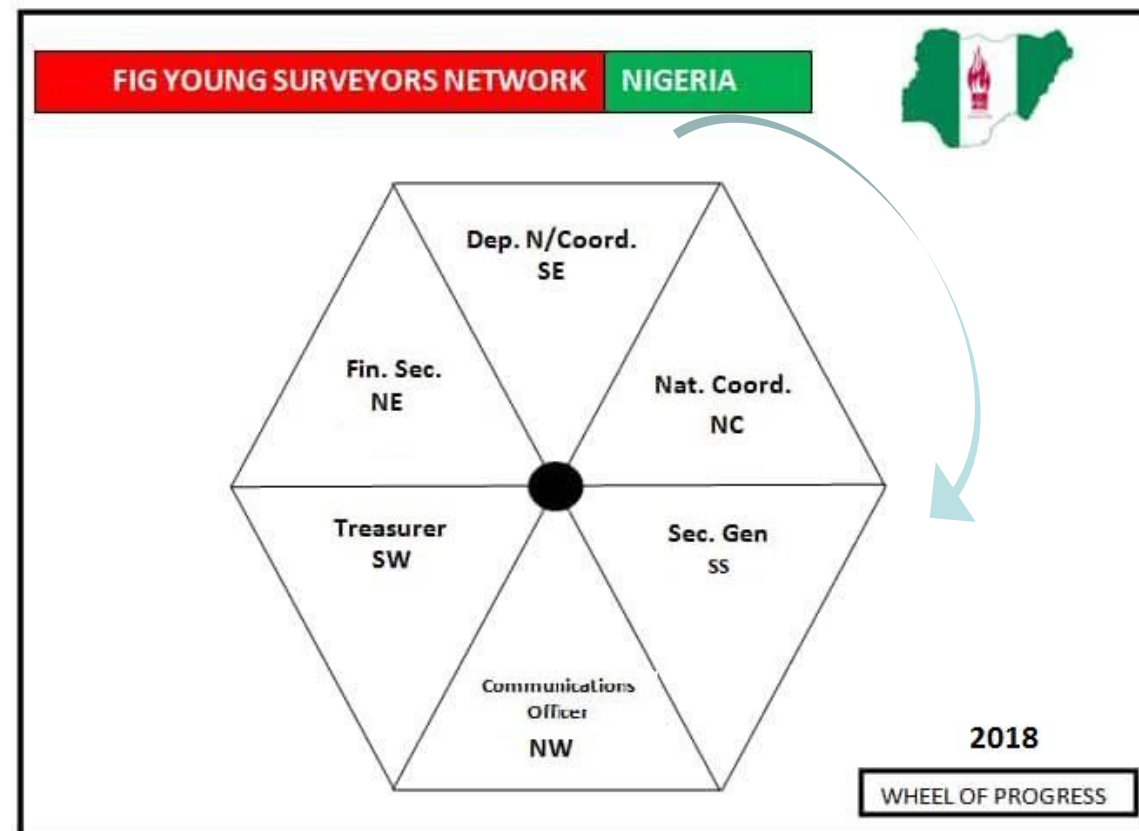 FIG YOUNG SURVEYORS NETWORK NIGERIA
Dep. N/Coord.
SE
Fin. Sec.
NE
Nat. Coord.
NC
Treasurer
SW
Sec. Gen
SS
Communications
Officer
NW
2018
WHEEL OF PROGRESS